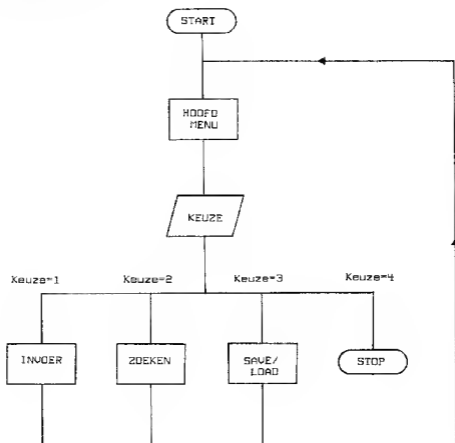 START
HOOFD
MENU
KEUZE
Keuze=1
Keuze=2
Keuze=3
Keuze=4
INVOER
ZOEKEN
SAVE/
LOAD
STOP